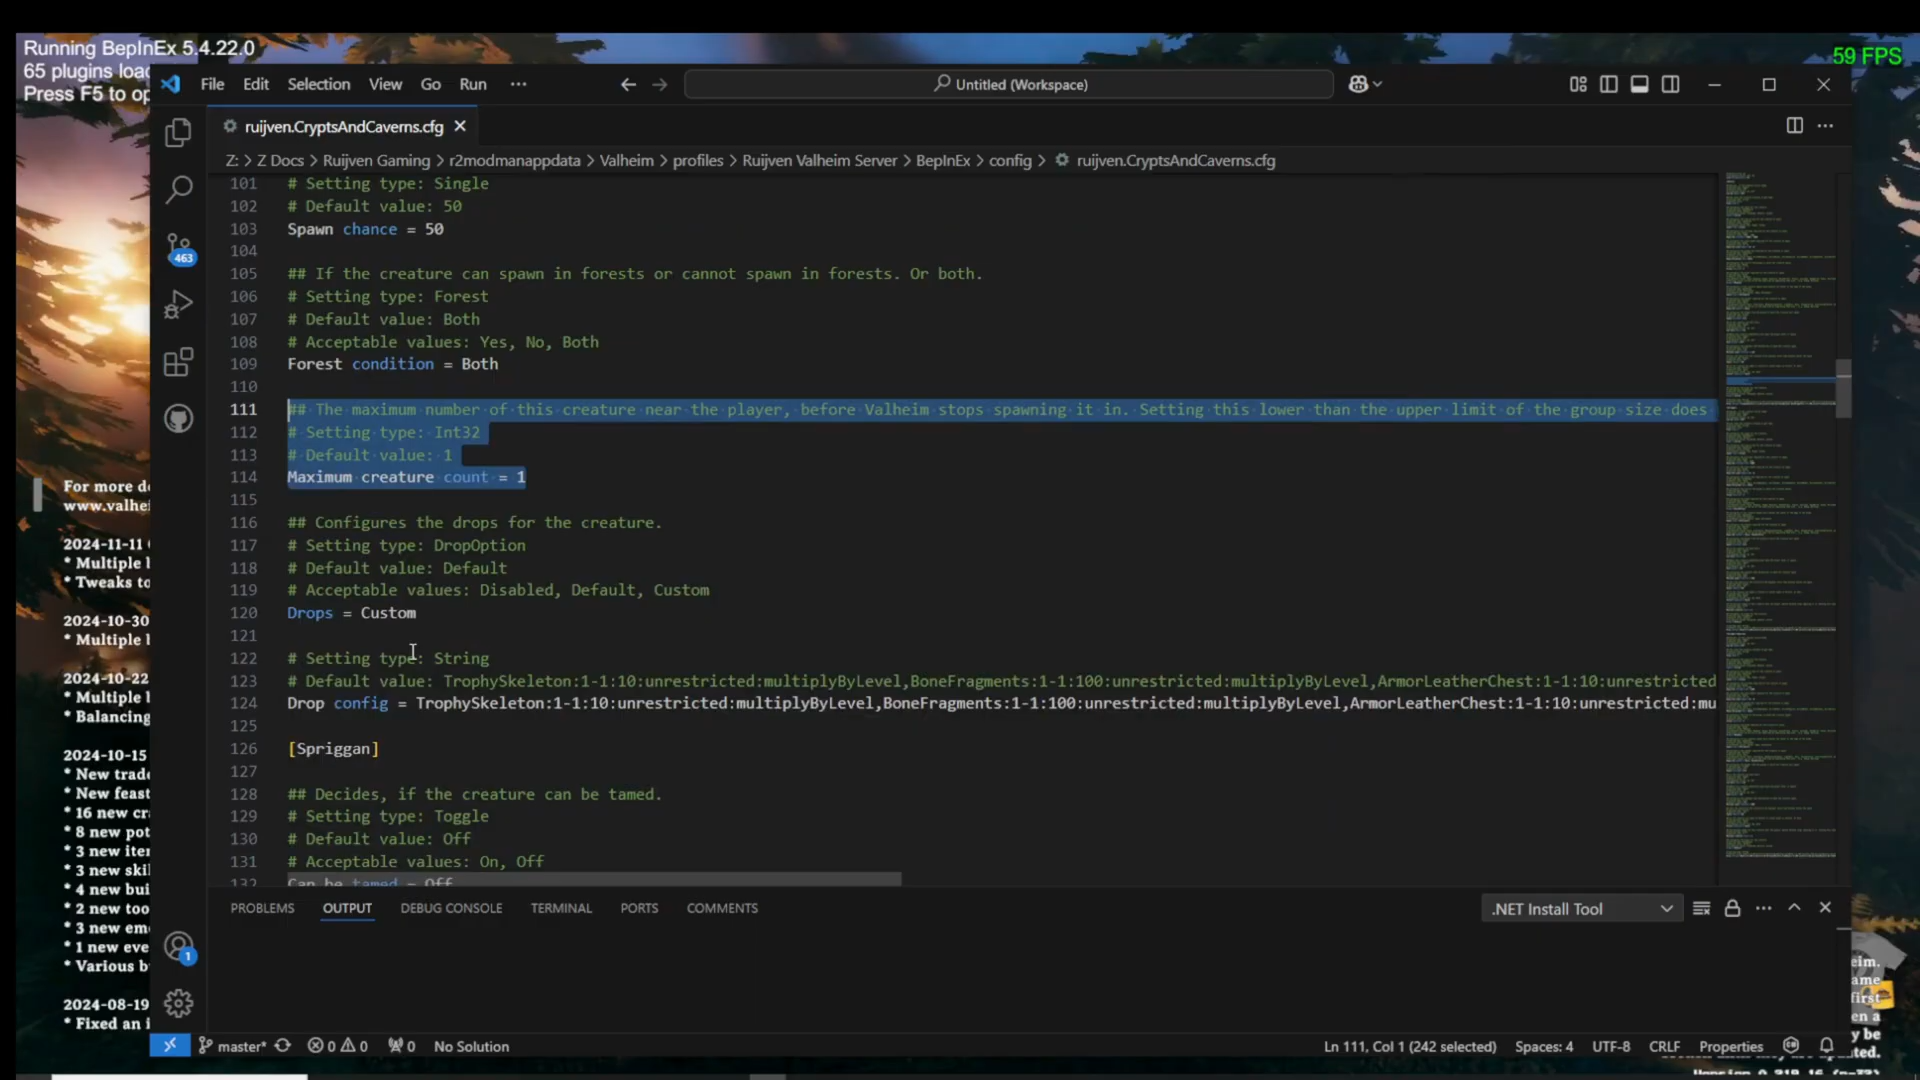 Running BepInEx 5.4.22.0
65 plugins loa
Press F5 to op
59 FPS
File Edit Selection View Go Run ···
Untitled (Workspace)
ruijven.CryptsAndCaverns.cfg
Z: > Z Docs > Ruijven Gaming > r2modmanappdata > Valheim > profiles > Ruijven Valheim Server > BepInEx > config > ruijven.CryptsAndCaverns.cfg
101 # Setting type: Single
102 # Default value: 50
103 Spawn chance = 50
104
105 ## If the creature can spawn in forests or cannot spawn in forests. Or both.
106 # Setting type: Forest
107 # Default value: Both
108 # Acceptable values: Yes, No, Both
109 Forest condition = Both
110
111 ## The maximum number of this creature near the player, before Valheim stops spawning it in. Setting this lower than the upper limit of the group size does
112 # Setting type: Int32
113 # Default value: 1
114 Maximum creature count = 1
115
116 ## Configures the drops for the creature.
117 # Setting type: DropOption
118 # Default value: Default
119 # Acceptable values: Disabled, Default, Custom
120 Drops = Custom
121
122 # Setting type: String
123 # Default value: TrophySkeleton:1-1:10:unrestricted:multiplyByLevel,BoneFragments:1-1:100:unrestricted:multiplyByLevel,ArmorLeatherChest:1-1:10:unrestricted
124 Drop config = TrophySkeleton:1-1:10:unrestricted:multiplyByLevel,BoneFragments:1-1:100:unrestricted:multiplyByLevel,ArmorLeatherChest:1-1:10:unrestricted:mu
125
126 [Spriggan]
127
128 ## Decides, if the creature can be tamed.
129 # Setting type: Toggle
130 # Default value: Off
131 # Acceptable values: On, Off
132 Can be tamed = Off
463
1
PROBLEMS OUTPUT DEBUG CONSOLE TERMINAL PORTS COMMENTS
.NET Install Tool
master* 0 0 0 No Solution
Ln 111, Col 1 (242 selected) Spaces: 4 UTF-8 CRLF Properties
For more d
www.valhei
2024-11-11
* Multiple b
* Tweaks to
2024-10-30
* Multiple b
2024-10-22
* Multiple b
* Balancing
2024-10-15
* New trade
* New feast
* 16 new cr
* 8 new pot
* 3 new iter
* 3 new skil
* 4 new bui
* 2 new too
* 3 new eme
* 1 new eve
* Various b
2024-08-19
* Fixed an i
eim.
ame
first
en a
y be
ted.